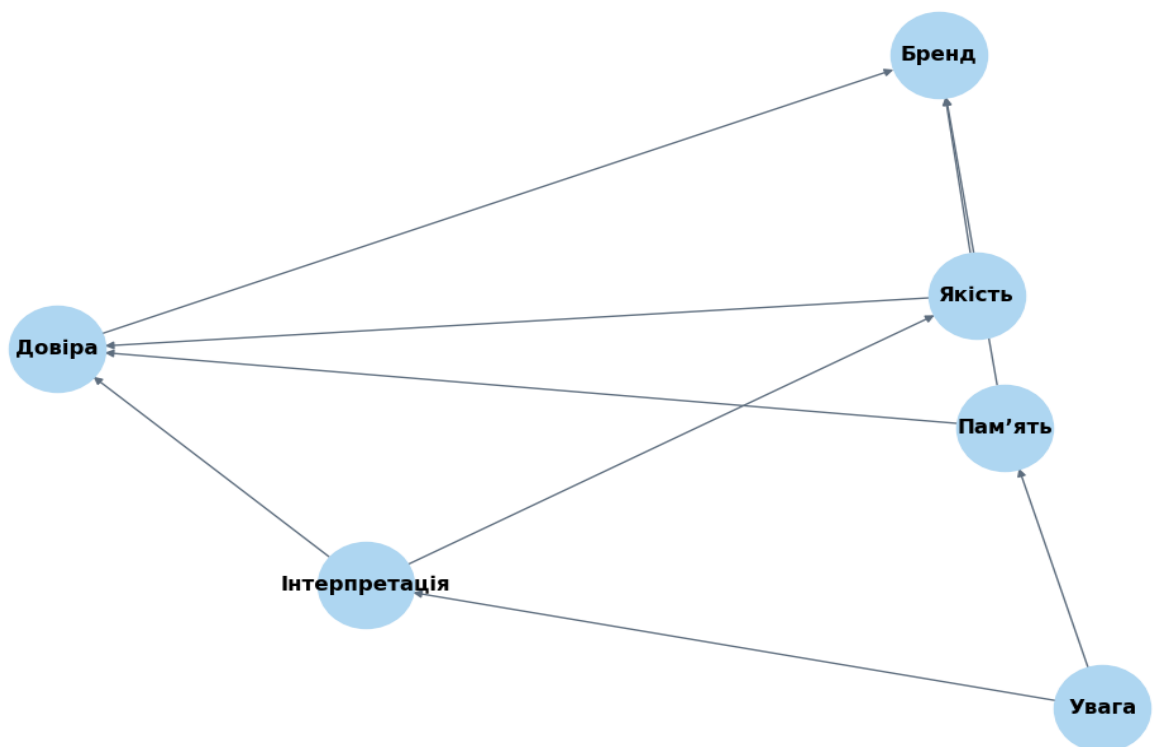 Бренд
Якість
Довіра
Пам’ять
Інтерпретація
Увага